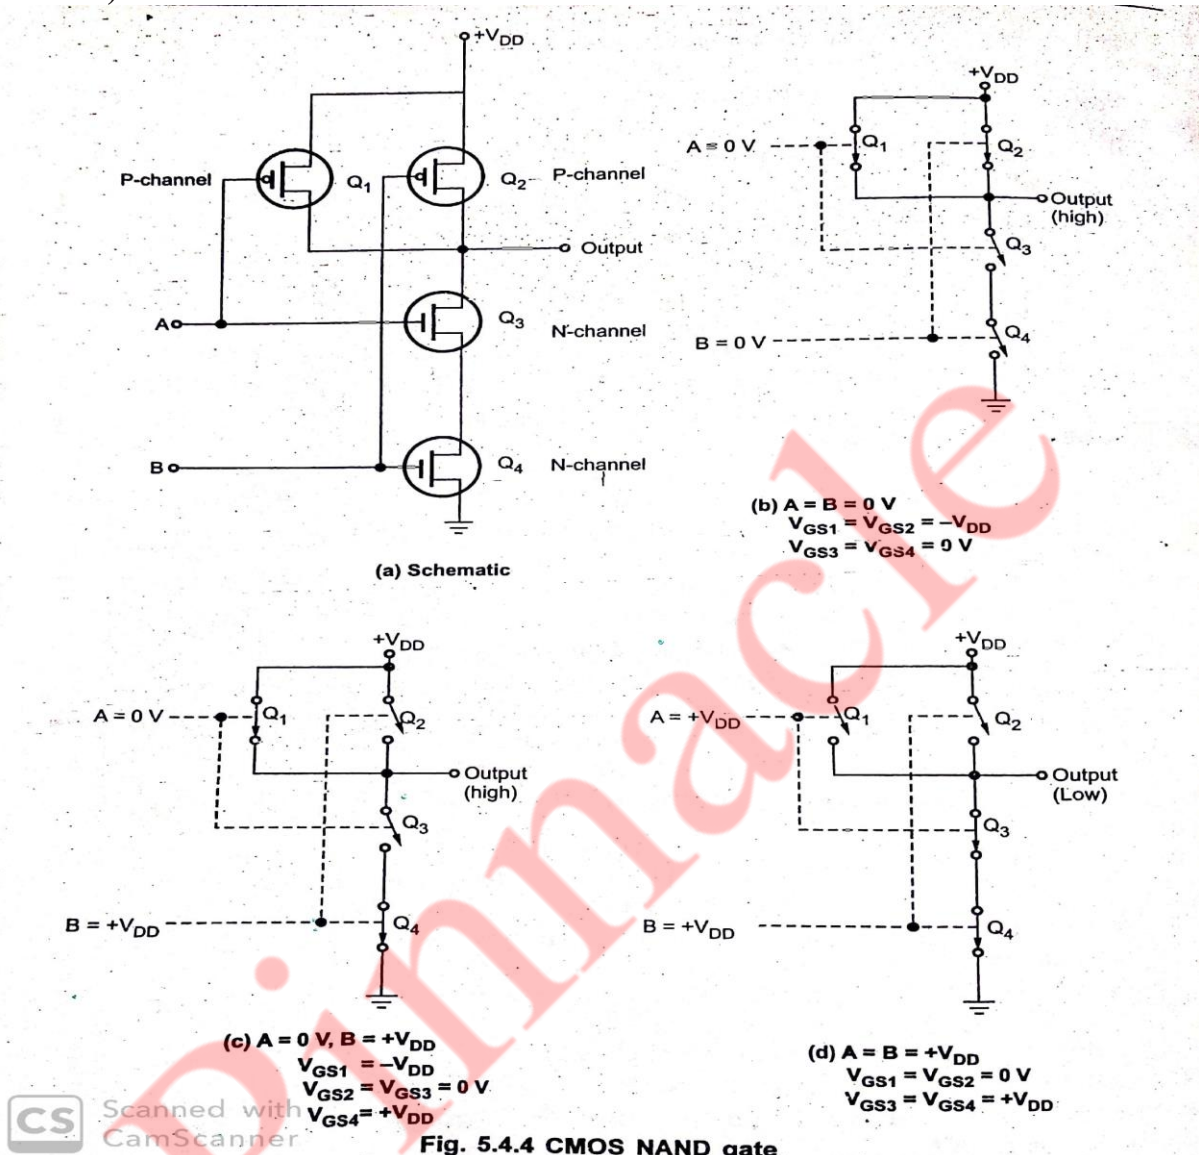 +VDD
P-channel
Q1
Q2
P-channel
Output
A
Q3
N-channel
B
Q4
N-channel
(a) Schematic
+VDD
A = 0 V
Q1
Q2
Output
(high)
Q3
B = 0 V
Q4
(b) A = B = 0 V
VGS1 = VGS2 = –VDD
VGS3 = VGS4 = 0 V
+VDD
A = 0 V
Q1
Q2
Output
(high)
Q3
B = +VDD
Q4
(c) A = 0 V, B = +VDD
VGS1 = –VDD
VGS2 = VGS3 = 0 V
VGS4 = +VDD
+VDD
A = +VDD
Q1
Q2
Output
(Low)
Q3
B = +VDD
Q4
(d) A = B = +VDD
VGS1 = VGS2 = 0 V
VGS3 = VGS4 = +VDD
Pinnacle
CS
Scanned with
CamScanner
Fig. 5.4.4 CMOS NAND gate